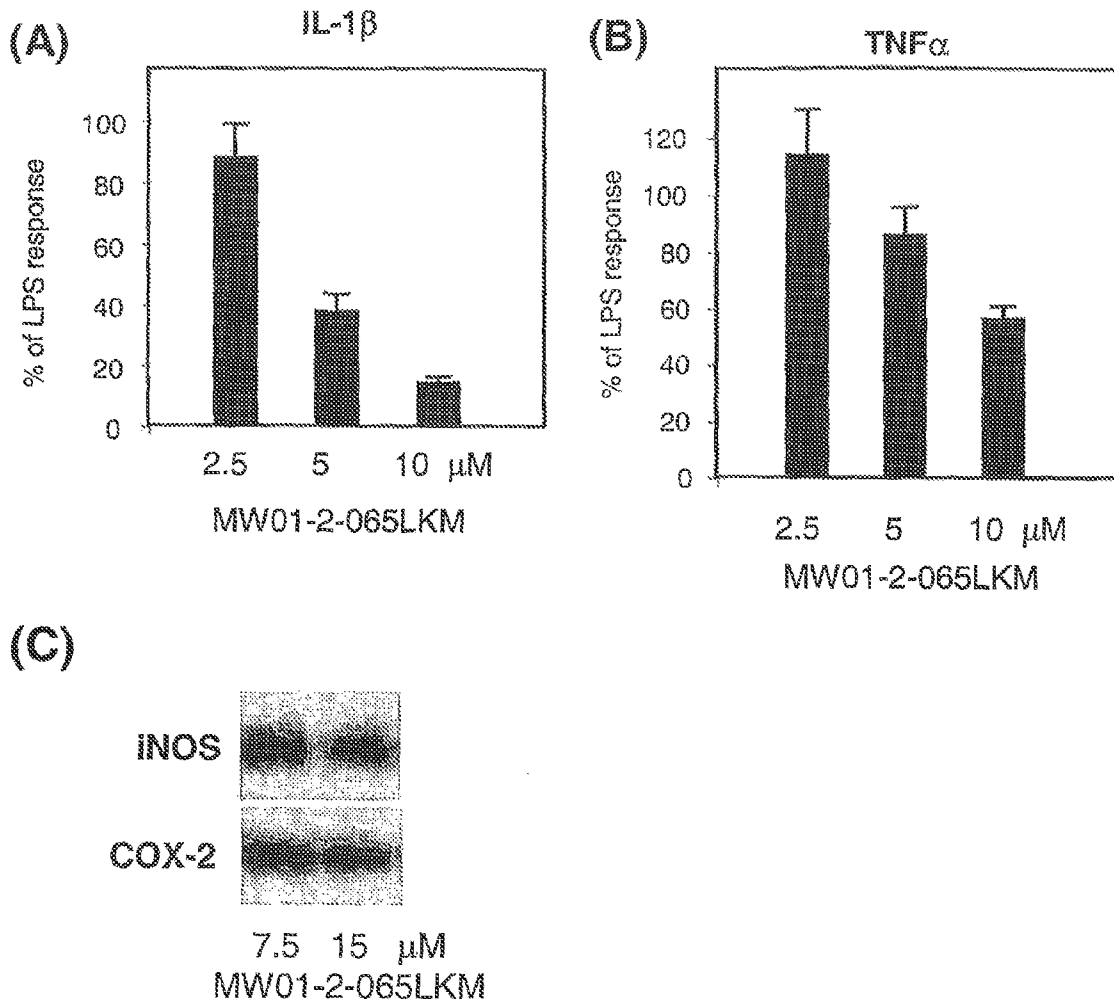 (A)
IL-1β
% of LPS response
100
80
60
40
20
0
2.5 5 10 μM
MW01-2-065LKM
(B)
TNFα
% of LPS response
120
100
80
60
40
20
0
2.5 5 10 μM
MW01-2-065LKM
(C)
iNOS
COX-2
7.5 15 μM
MW01-2-065LKM